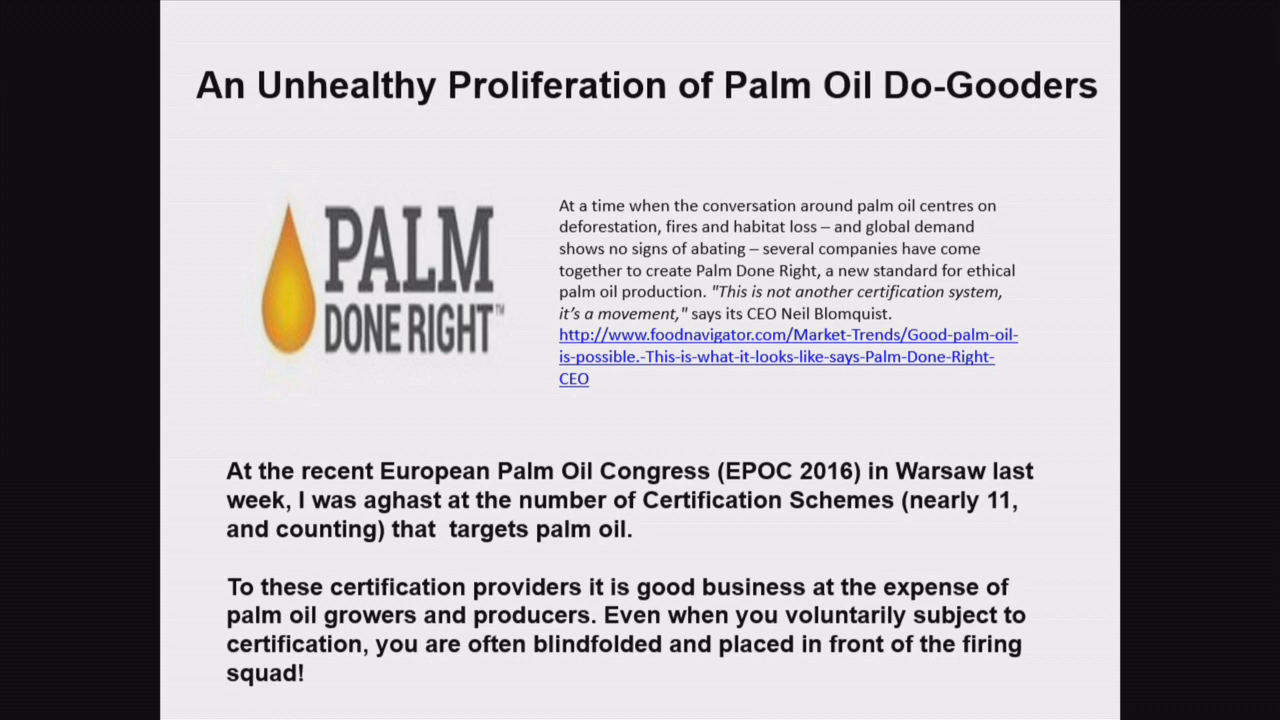 An Unhealthy Proliferation of Palm Oil Do-Gooders
PALM
DONE RIGHT™
At a time when the conversation around palm oil centres on
deforestation, fires and habitat loss – and global demand
shows no signs of abating – several companies have come
together to create Palm Done Right, a new standard for ethical
palm oil production. "This is not another certification system,
it's a movement," says its CEO Neil Blomquist.
http://www.foodnavigator.com/Market-Trends/Good-palm-oil-
is-possible.-This-is-what-it-looks-like-says-Palm-Done-Right-
CEO
At the recent European Palm Oil Congress (EPOC 2016) in Warsaw last
week, I was aghast at the number of Certification Schemes (nearly 11,
and counting) that  targets palm oil.
To these certification providers it is good business at the expense of
palm oil growers and producers. Even when you voluntarily subject to
certification, you are often blindfolded and placed in front of the firing
squad!